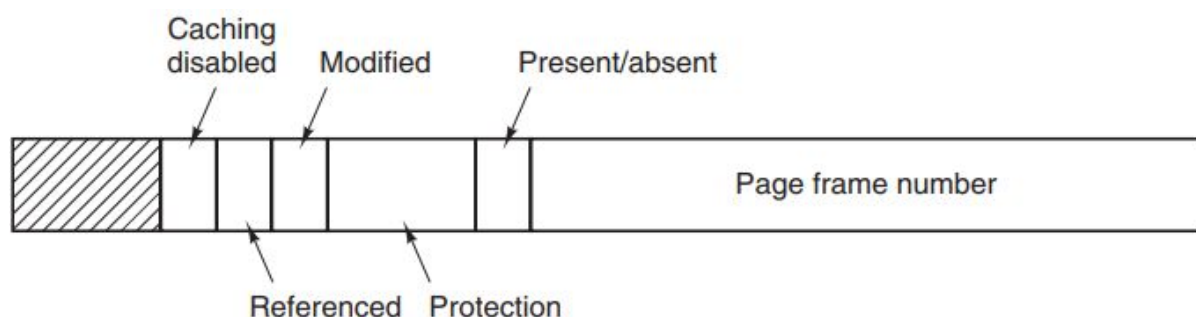 Caching
disabled
Modified
Present/absent
Page frame number
Referenced
Protection